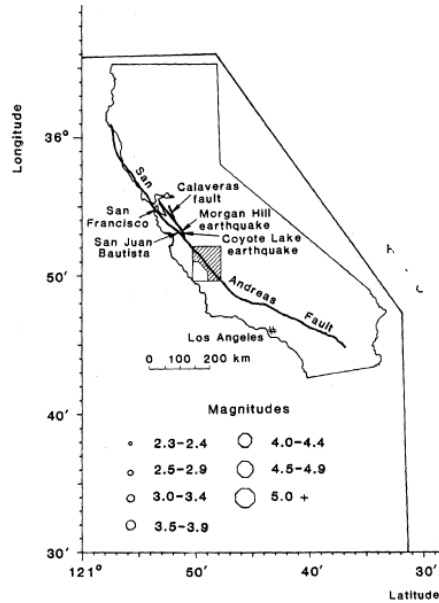 Longitude
36°
50'
40'
30'
San
Calaveras
fault
San
Francisco
Morgan Hill
earthquake
San Juan
Bautista
Coyote Lake
earthquake
Andreas
Fault
Los Angeles
0 100 200 km
Magnitudes
2.3-2.4
4.0-4.4
2.5-2.9
4.5-4.9
3.0-3.4
5.0 +
3.5-3.9
121° 50' 40' 30'
Latitude